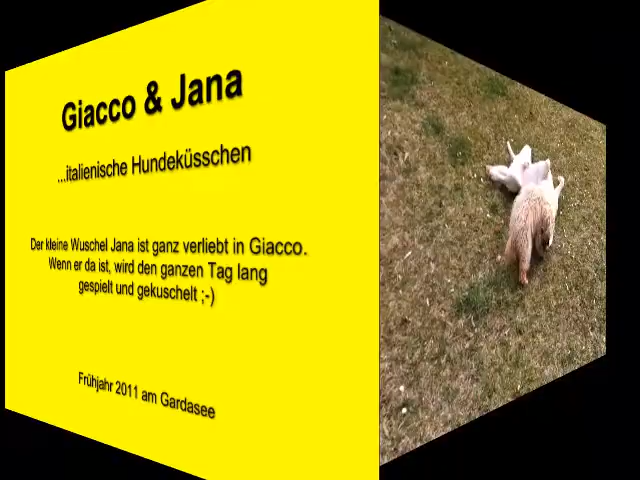 Giacco & Jana
...italienische Hundeküsschen
Der kleine Wuschel Jana ist ganz verliebt in Giacco.
Wenn er da ist, wird den ganzen Tag lang
gespielt und gekuschelt ;-)
Frühjahr 2011 am Gardasee